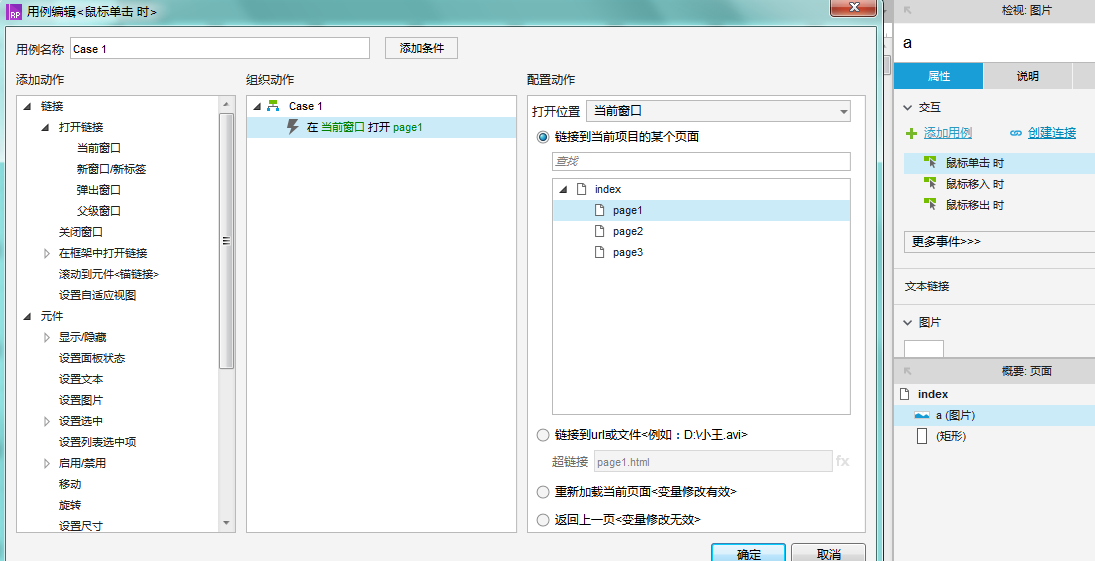 用例编辑<鼠标单击 时>
用例名称 Case 1 添加条件
添加动作
链接
打开链接
当前窗口
新窗口/新标签
弹出窗口
父级窗口
关闭窗口
在框架中打开链接
滚动到元件<锚链接>
设置自适应视图
元件
显示/隐藏
设置面板状态
设置文本
设置图片
设置选中
设置列表选中项
启用/禁用
移动
旋转
设置尺寸
组织动作
Case 1
在 当前窗口 打开 page1
配置动作
打开位置 当前窗口
链接到当前项目的某个页面
查找
index
page1
page2
page3
链接到url或文件<例如：D:\小王.avi>
超链接 page1.html fx
重新加载当前页面<变量修改有效>
返回上一页<变量修改无效>
确定 取消
检视: 图片
a
属性 说明
交互
添加用例 创建连接
鼠标单击 时
鼠标移入 时
鼠标移出 时
更多事件>>>
文本链接
图片
概要: 页面
index
a (图片)
(矩形)